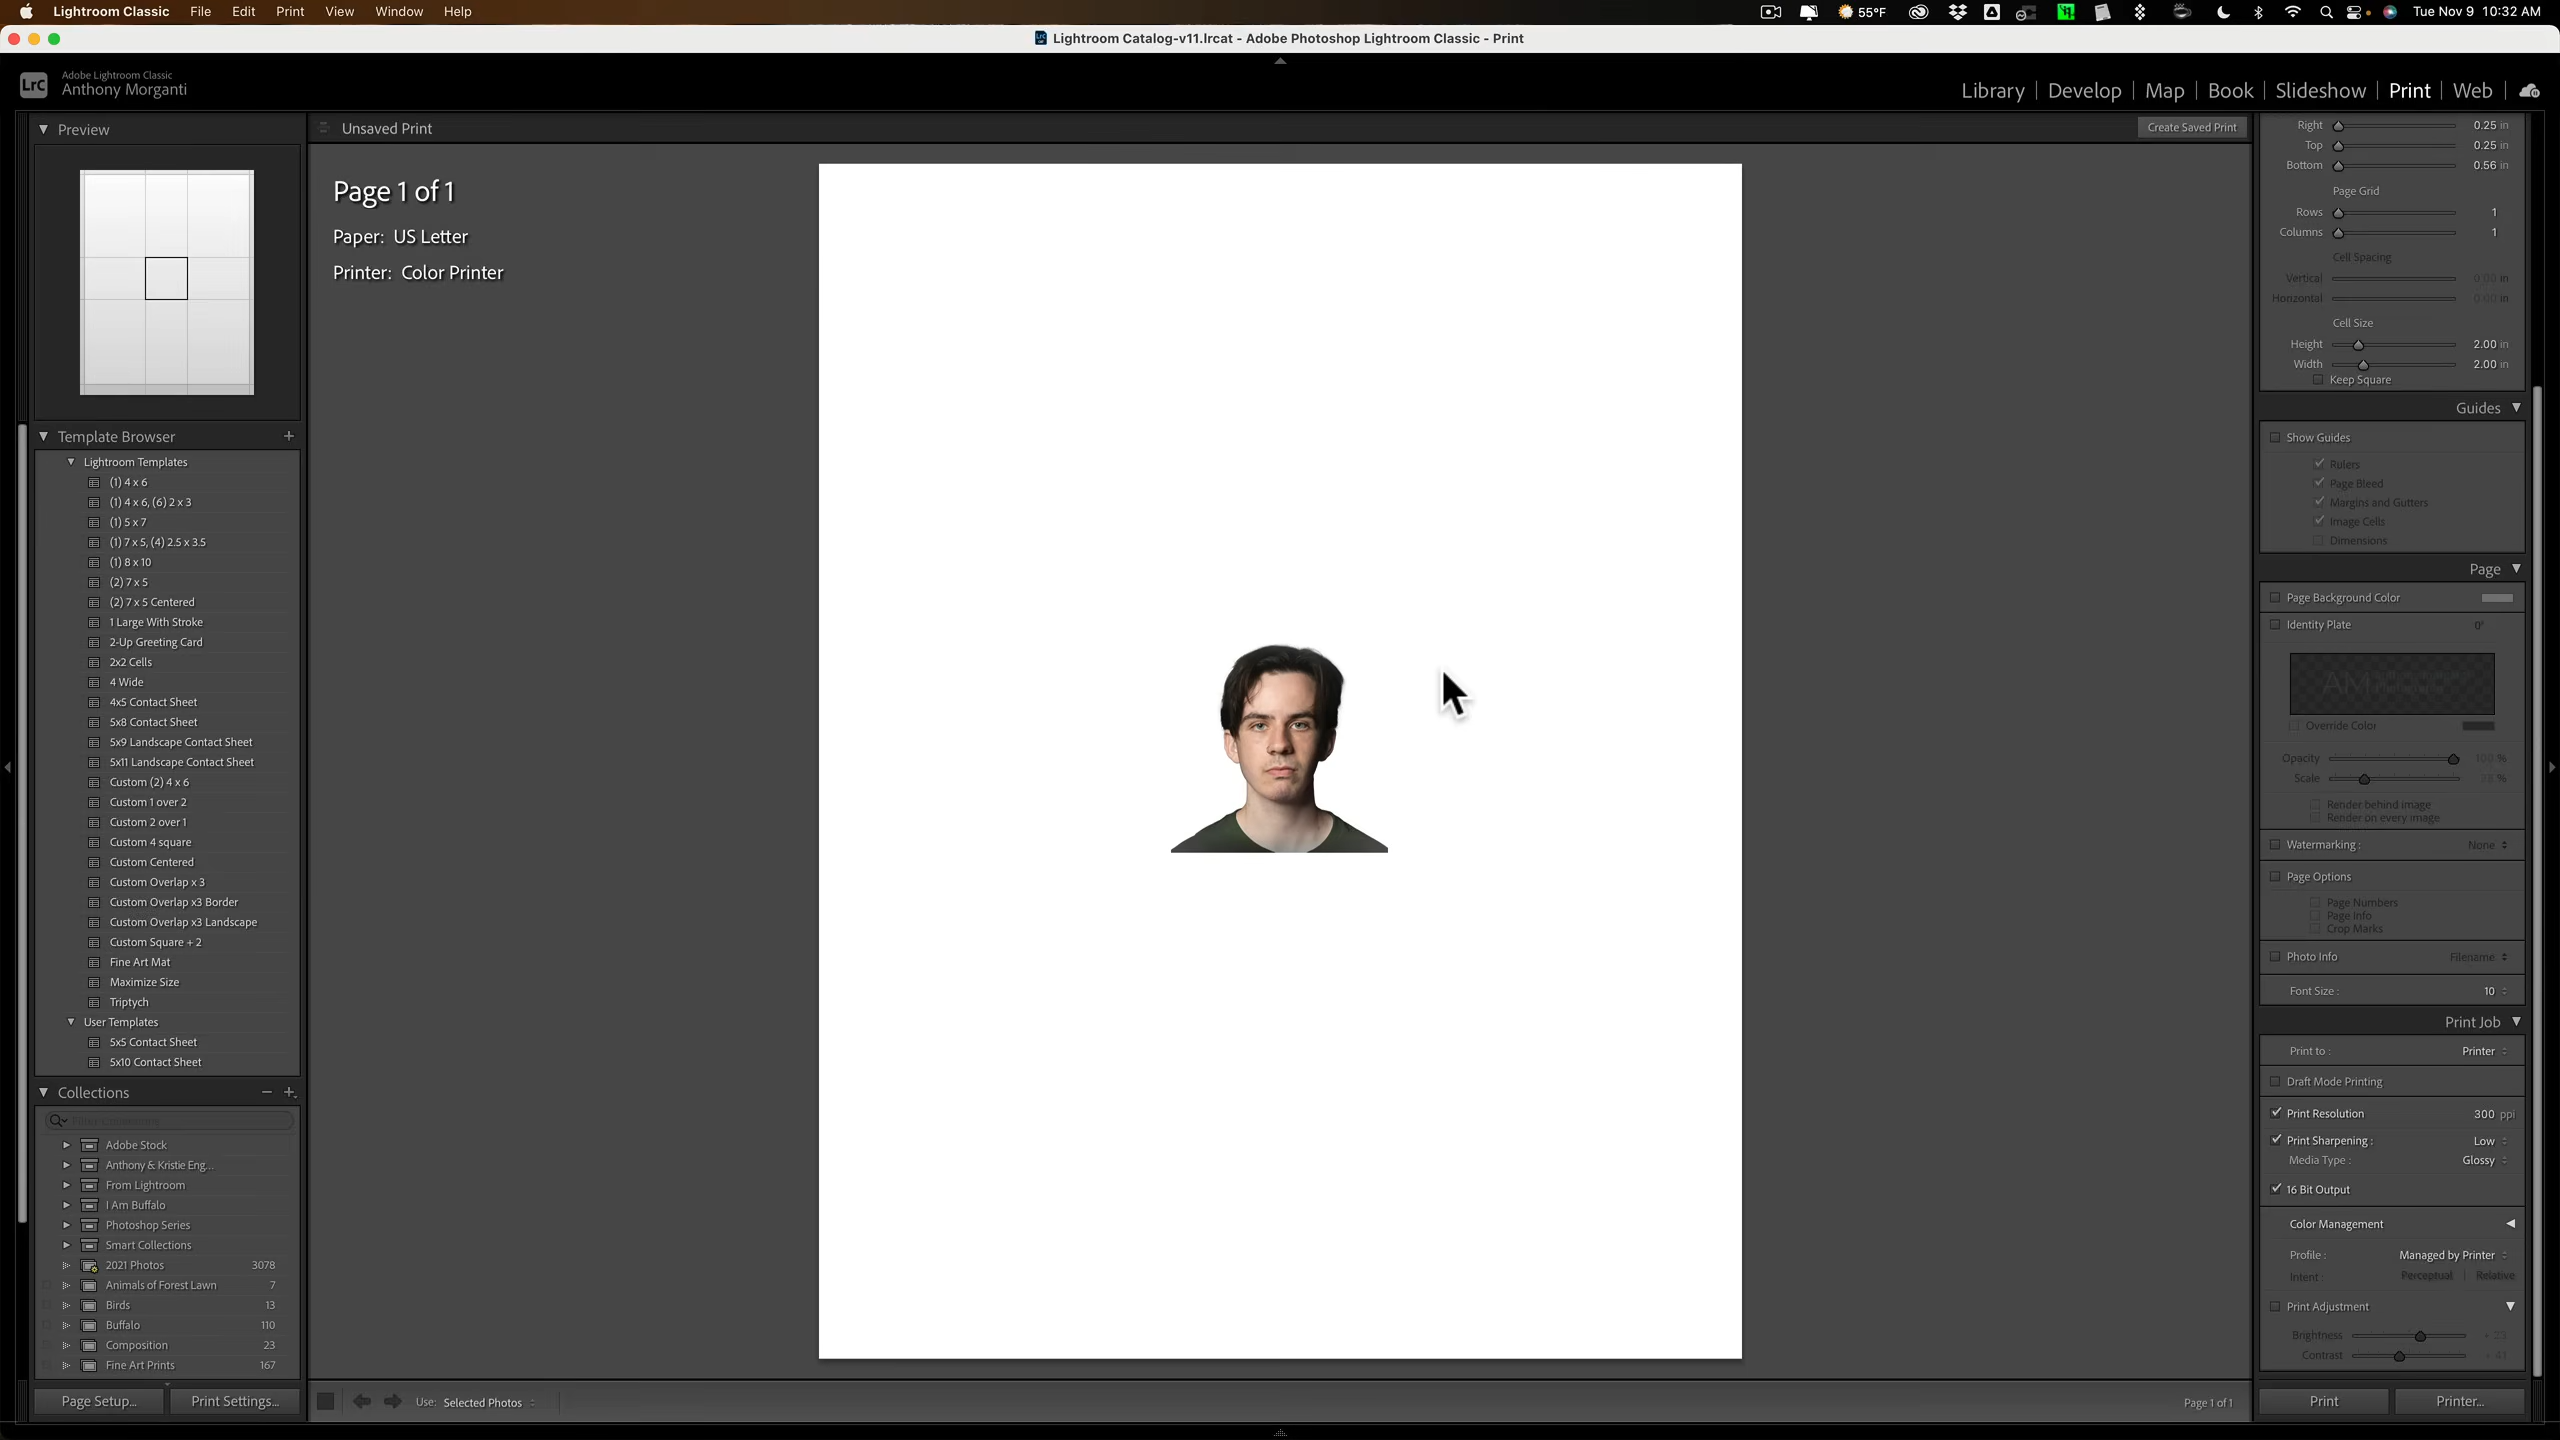 Lightroom Classic File Edit Print View Window Help 55°F Tue Nov 9 10:32 AM
Lightroom Catalog-v11.lrcat - Adobe Photoshop Lightroom Classic - Print
LrC Adobe Lightroom Classic
Anthony Morganti
Library | Develop | Map | Book | Slideshow | Print | Web
Preview
Unsaved Print
Create Saved Print
Page 1 of 1
Paper: US Letter
Printer: Color Printer
Template Browser
Lightroom Templates
(1) 4 x 6
(1) 4 x 6, (6) 2 x 3
(1) 5 x 7
(1) 7 x 5, (4) 2.5 x 3.5
(1) 8 x 10
(2) 7 x 5
(2) 7 x 5 Centered
1 Large With Stroke
2-Up Greeting Card
2x2 Cells
4 Wide
4x5 Contact Sheet
5x8 Contact Sheet
5x9 Landscape Contact Sheet
5x11 Landscape Contact Sheet
Custom (2) 4 x 6
Custom 1 over 2
Custom 2 over 1
Custom 4 square
Custom Centered
Custom Overlap x 3
Custom Overlap x3 Border
Custom Overlap x3 Landscape
Custom Square + 2
Fine Art Mat
Maximize Size
Triptych
User Templates
5x5 Contact Sheet
5x10 Contact Sheet
Collections
Filter Collections
Adobe Stock
Anthony & Kristie Eng...
From Lightroom
I Am Buffalo
Photoshop Series
Smart Collections
2021 Photos 3078
Animals of Forest Lawn 7
Birds 13
Buffalo 110
Composition 23
Fine Art Prints 167
Page Setup... Print Settings...
Use: Selected Photos
Page 1 of 1
Right 0.25 in
Top 0.25 in
Bottom 0.56 in
Page Grid
Rows 1
Columns 1
Cell Spacing
Vertical 0.00 in
Horizontal 0.00 in
Cell Size
Height 2.00 in
Width 2.00 in
Keep Square
Guides
Show Guides
Rulers
Page Bleed
Margins and Gutters
Image Cells
Dimensions
Page
Page Background Color
Identity Plate 0°
AM
Override Color
Opacity 100 %
Scale %
Render behind image
Render on every image
Watermarking : None
Page Options
Page Numbers
Page Info
Crop Marks
Photo Info Filename
Font Size : 10
Print Job
Print to : Printer
Draft Mode Printing
Print Resolution 300 ppi
Print Sharpening : Low
Media Type : Glossy
16 Bit Output
Color Management
Profile : Managed by Printer
Intent : Perceptual | Relative
Print Adjustment
Brightness
Contrast + 41
Print Printer...